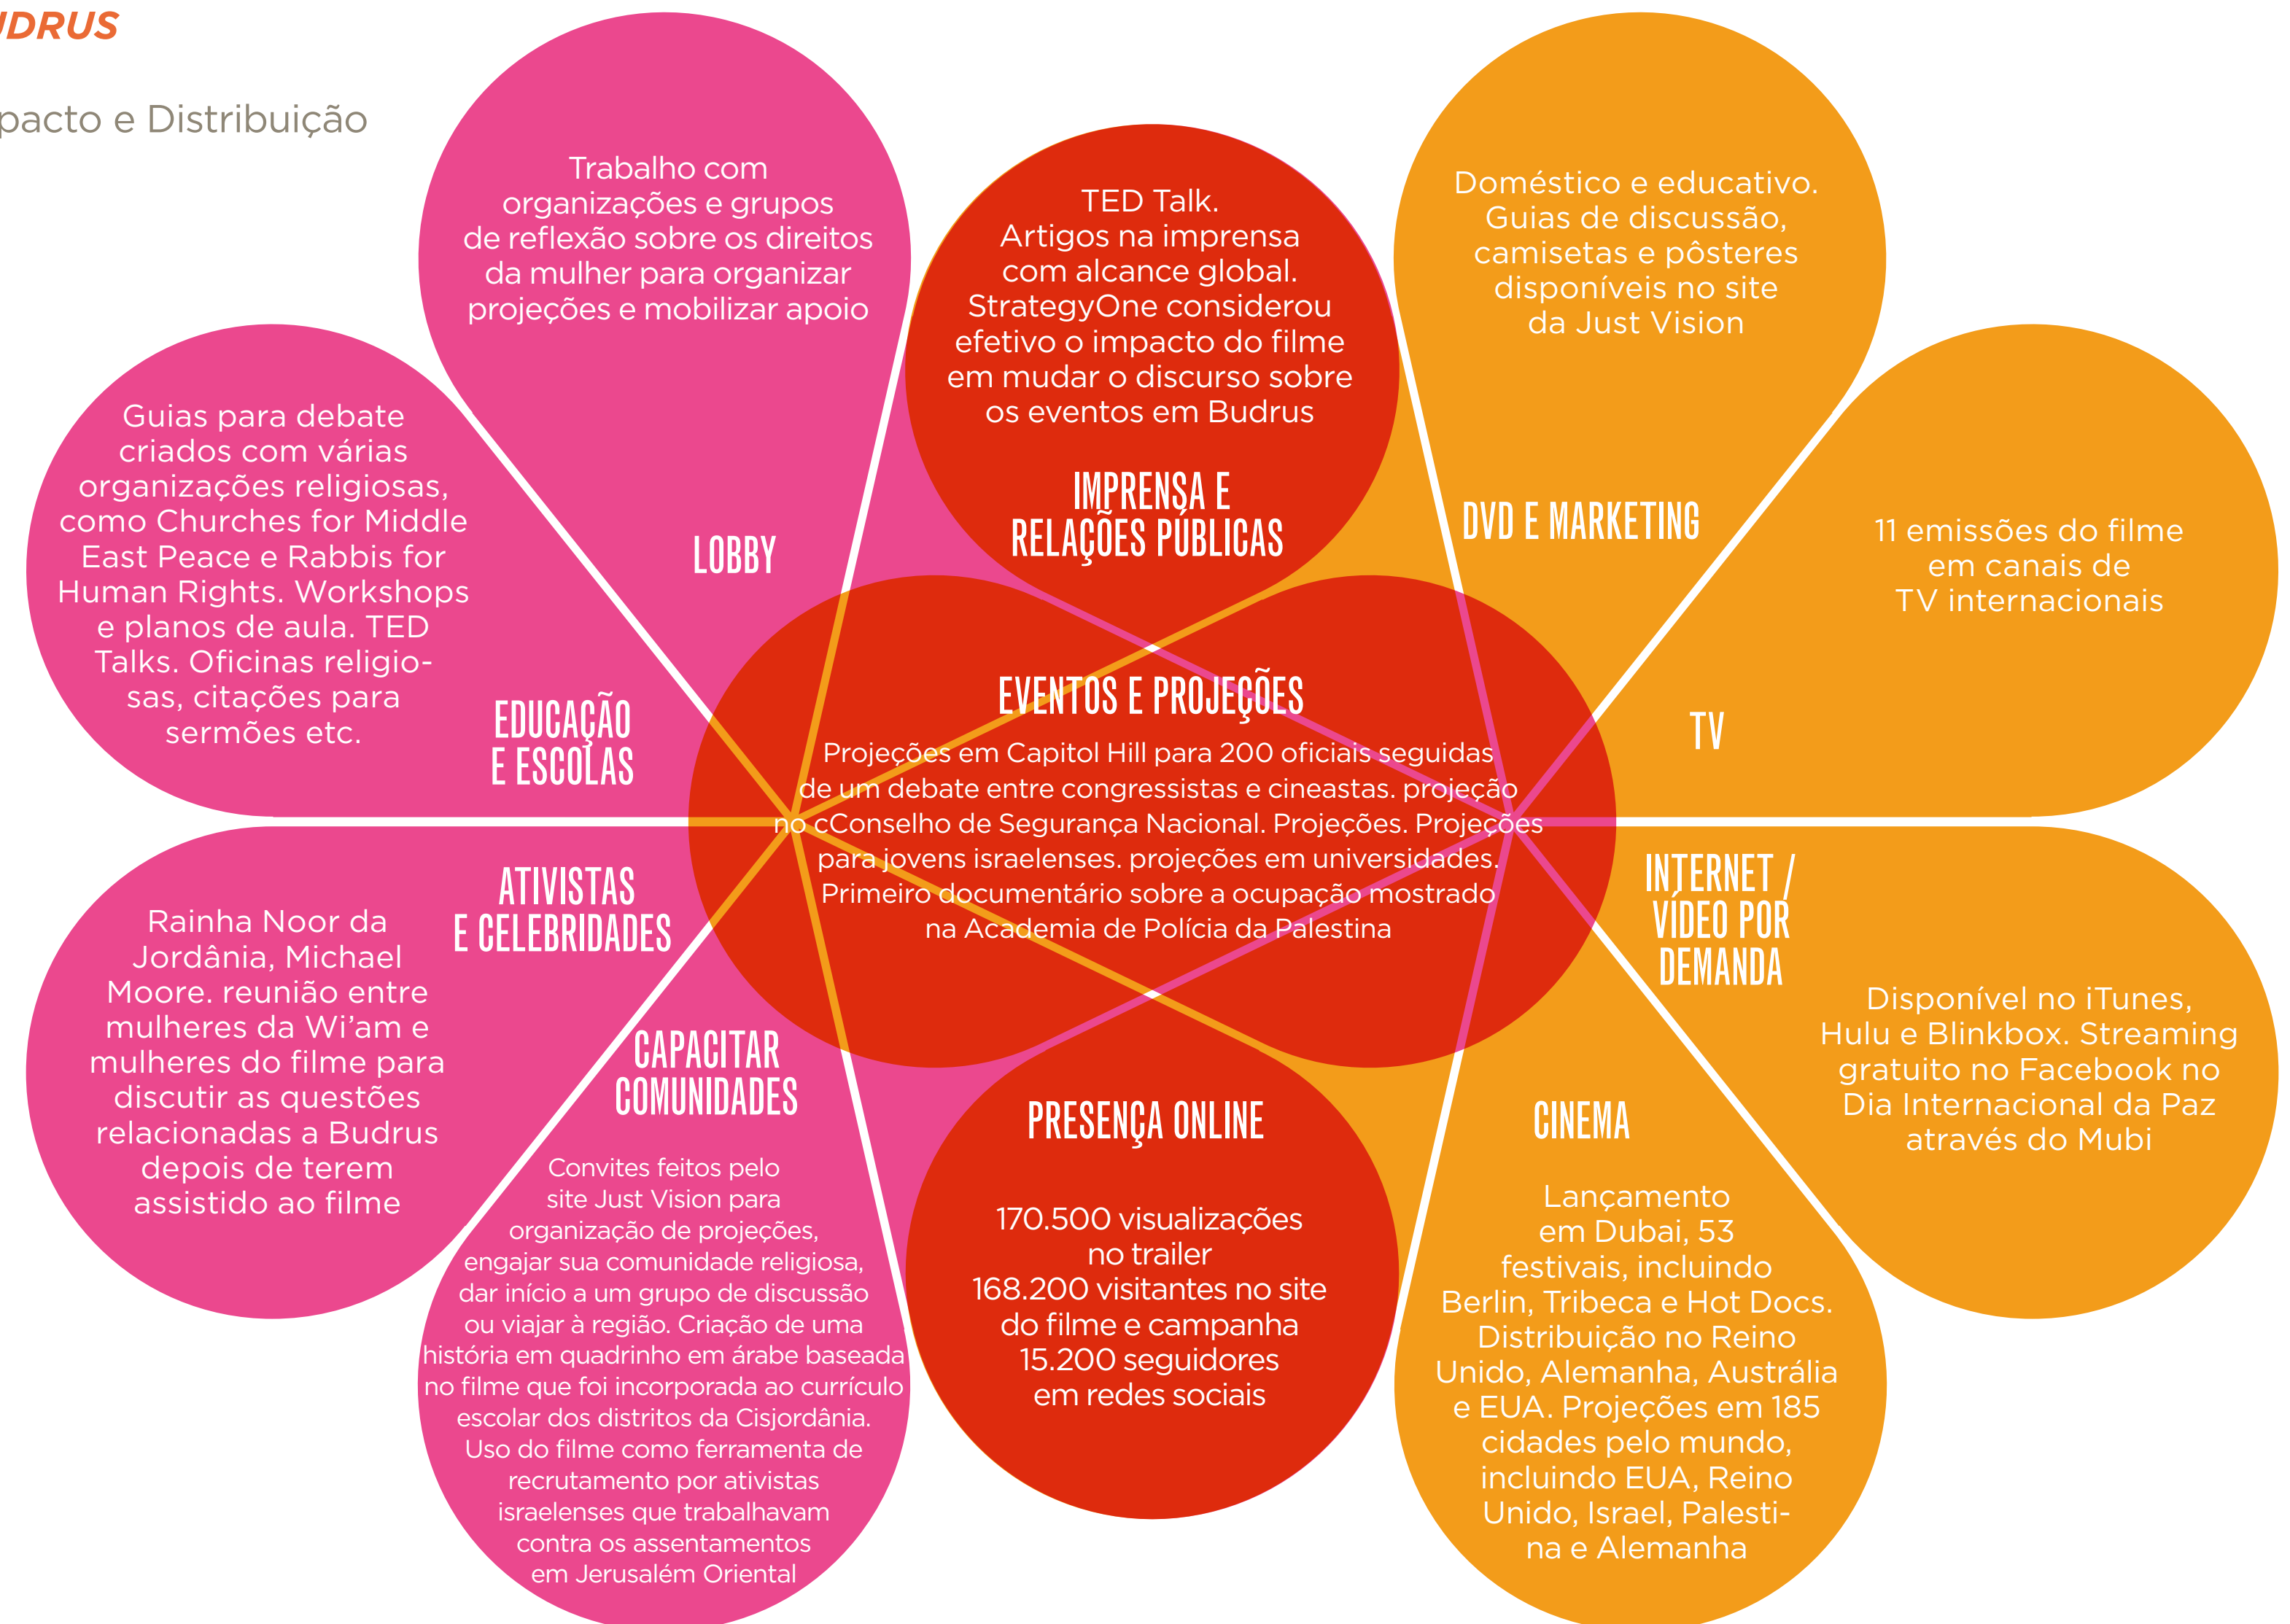 UDRUS
pacto e Distribuição
Trabalho com
organizações e grupos
de reflexão sobre os direitos
da mulher para organizar
projeções e mobilizar apoio
LOBBY
TED Talk.
Artigos na imprensa
com alcance global.
StrategyOne considerou
efetivo o impacto do filme
em mudar o discurso sobre
os eventos em Budrus
IMPRENSA E
RELAÇÕES PÚBLICAS
Doméstico e educativo.
Guias de discussão,
camisetas e pôsteres
disponíveis no site
da Just Vision
DVD E MARKETING
Guias para debate
criados com várias
organizações religiosas,
como Churches for Middle
East Peace e Rabbis for
Human Rights. Workshops
e planos de aula. TED
Talks. Oficinas religio-
sas, citações para
sermões etc.
EDUCAÇÃO
E ESCOLAS
11 emissões do filme
em canais de
TV internacionais
TV
EVENTOS E PROJEÇÕES
Projeções em Capitol Hill para 200 oficiais seguidas
de um debate entre congressistas e cineastas. projeção
no cConselho de Segurança Nacional. Projeções. Projeções
para jovens israelenses. projeções em universidades.
Primeiro documentário sobre a ocupação mostrado
na Academia de Polícia da Palestina
ATIVISTAS
E CELEBRIDADES
Rainha Noor da
Jordânia, Michael
Moore. reunião entre
mulheres da Wi’am e
mulheres do filme para
discutir as questões
relacionadas a Budrus
depois de terem
assistido ao filme
CAPACITAR
COMUNIDADES
Convites feitos pelo
site Just Vision para
organização de projeções,
engajar sua comunidade religiosa,
dar início a um grupo de discussão
ou viajar à região. Criação de uma
história em quadrinho em árabe baseada
no filme que foi incorporada ao currículo
escolar dos distritos da Cisjordânia.
Uso do filme como ferramenta de
recrutamento por ativistas
israelenses que trabalhavam
contra os assentamentos
em Jerusalém Oriental
PRESENÇA ONLINE
170.500 visualizações
no trailer
168.200 visitantes no site
do filme e campanha
15.200 seguidores
em redes sociais
CINEMA
Lançamento
em Dubai, 53
festivais, incluindo
Berlin, Tribeca e Hot Docs.
Distribuição no Reino
Unido, Alemanha, Austrália
e EUA. Projeções em 185
cidades pelo mundo,
incluindo EUA, Reino
Unido, Israel, Palesti-
na e Alemanha
INTERNET /
VÍDEO POR
DEMANDA
Disponível no iTunes,
Hulu e Blinkbox. Streaming
gratuito no Facebook no
Dia Internacional da Paz
através do Mubi